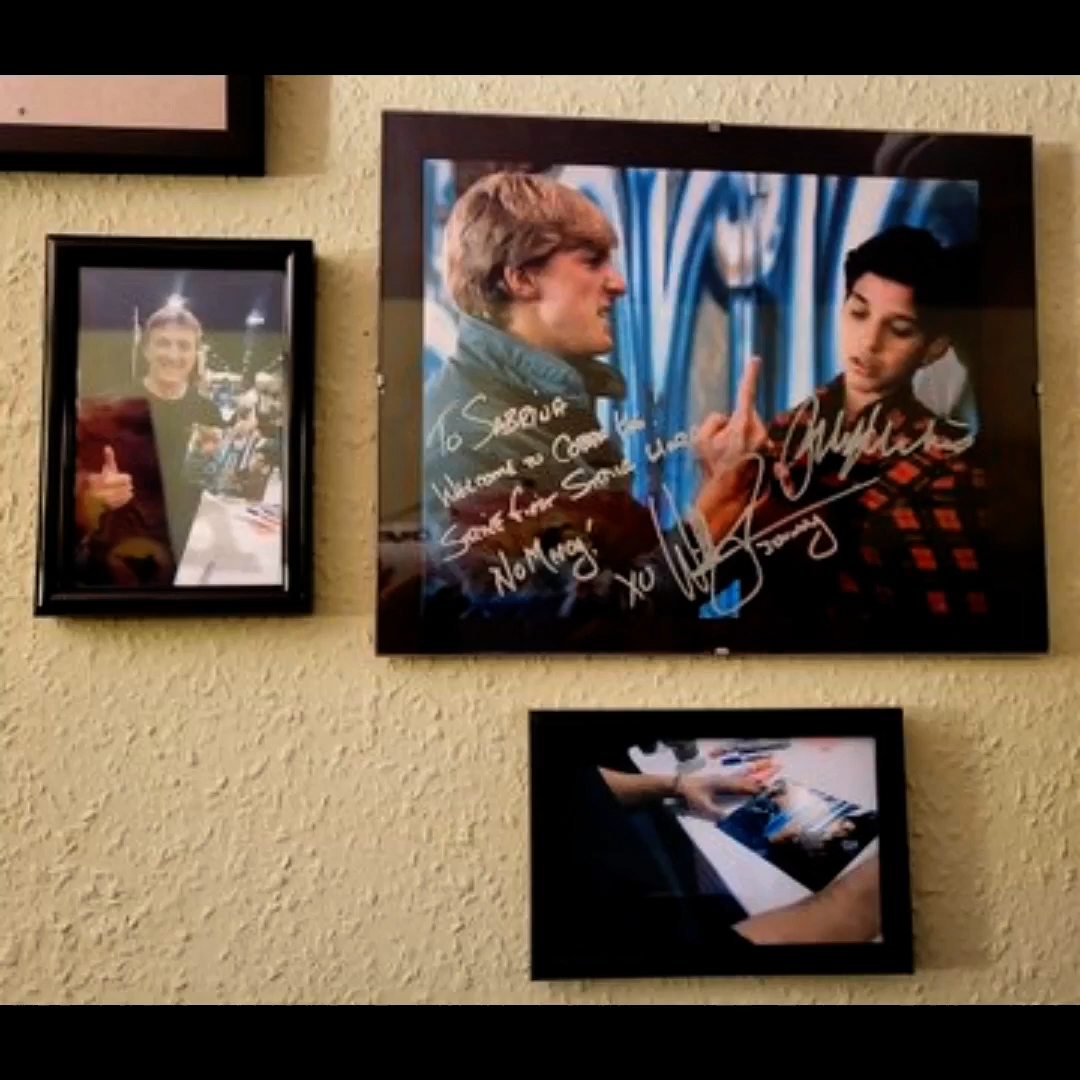 To SABRINA
WELCOME TO COBRA KAI
STRIKE FIRST STRIKE HARD
NO MERCY!
XO
JOHNNY